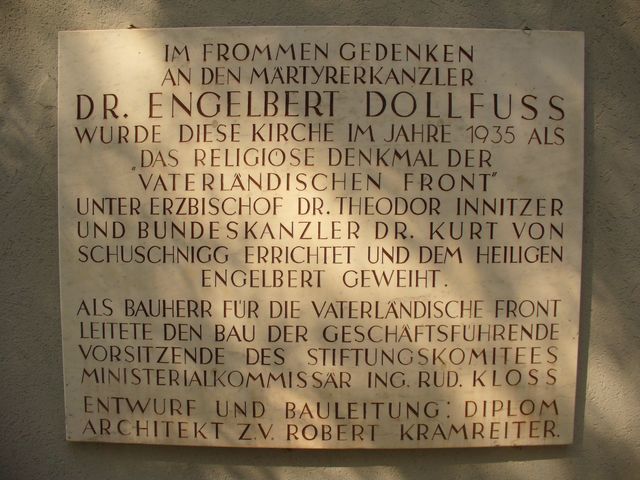 IM FROMMEN GEDENKEN
AN DEN MÄRTYRERKANZLER
DR. ENGELBERT DOLLFUSS
WURDE DIESE KIRCHE IM JAHRE 1935 ALS
DAS RELIGIÖSE DENKMAL DER
"VATERLÄNDISCHEN FRONT"
UNTER ERZBISCHOF DR. THEODOR INNITZER
UND BUNDESKANZLER DR. KURT VON
SCHUSCHNIGG ERRICHTET UND DEM HEILIGEN
ENGELBERT GEWEIHT.
ALS BAUHERR FÜR DIE VATERLÄNDISCHE FRONT
LEITETE DEN BAU DER GESCHÄFTSFÜHRENDE
VORSITZENDE DES STIFTUNGSKOMITEES
MINISTERIALKOMMISSÄR ING. RUD. KLOSS
ENTWURF UND BAULEITUNG: DIPLOM
ARCHITEKT Z.V. ROBERT KRAMREITER.